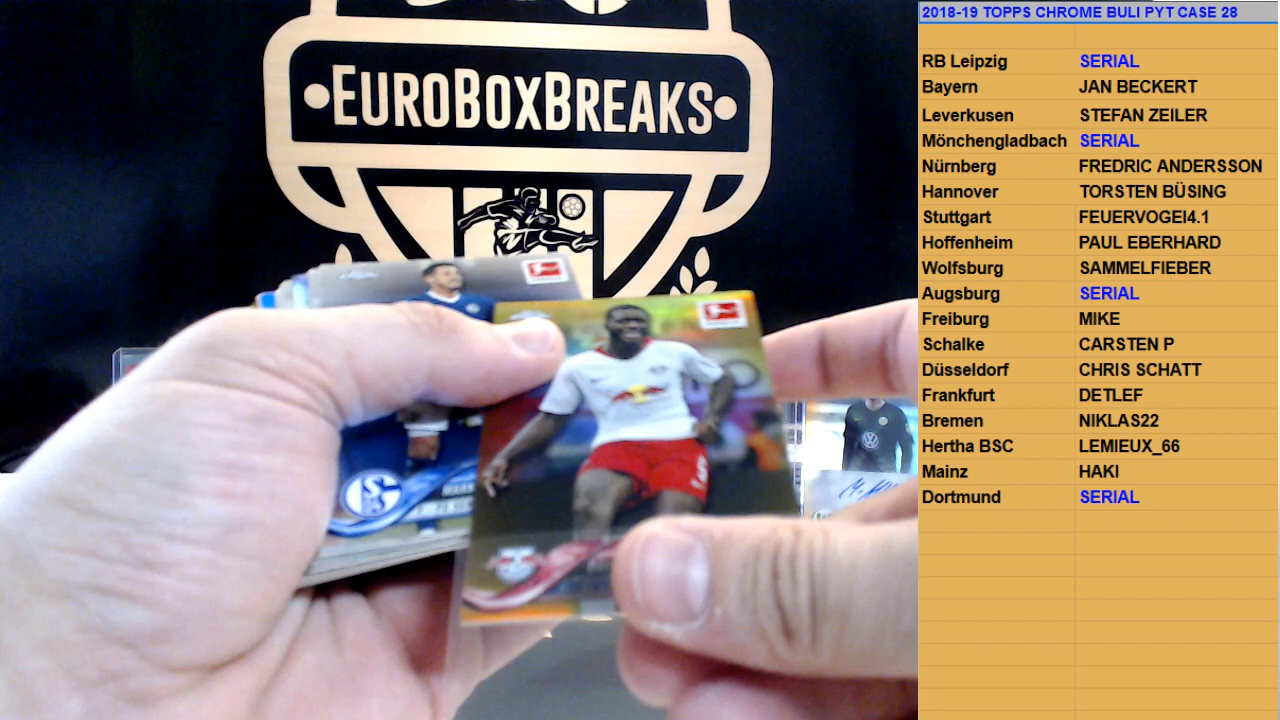 EUROBOXBREAKS
2018-19 TOPPS CHROME BULI PYT CASE 28
RB Leipzig SERIAL
Bayern JAN BECKERT
Leverkusen STEFAN ZEILER
Mönchengladbach SERIAL
Nürnberg FREDRIC ANDERSSON
Hannover TORSTEN BÜSING
Stuttgart FEUERVOGEl4.1
Hoffenheim PAUL EBERHARD
Wolfsburg SAMMELFIEBER
Augsburg SERIAL
Freiburg MIKE
Schalke CARSTEN P
Düsseldorf CHRIS SCHATT
Frankfurt DETLEF
Bremen NIKLAS22
Hertha BSC LEMIEUX_66
Mainz HAKI
Dortmund SERIAL